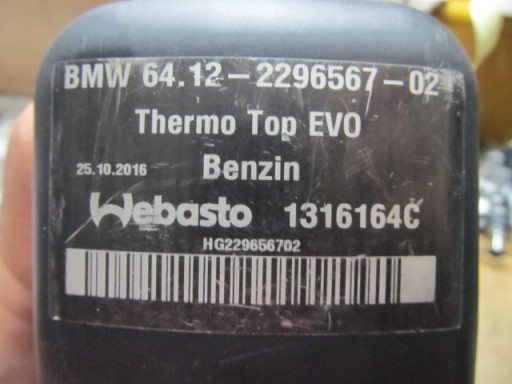 BMW 64.12-2296567-02
Thermo Top EVO
25.10.2016 Benzin
Webasto 1316164C
HG229656702